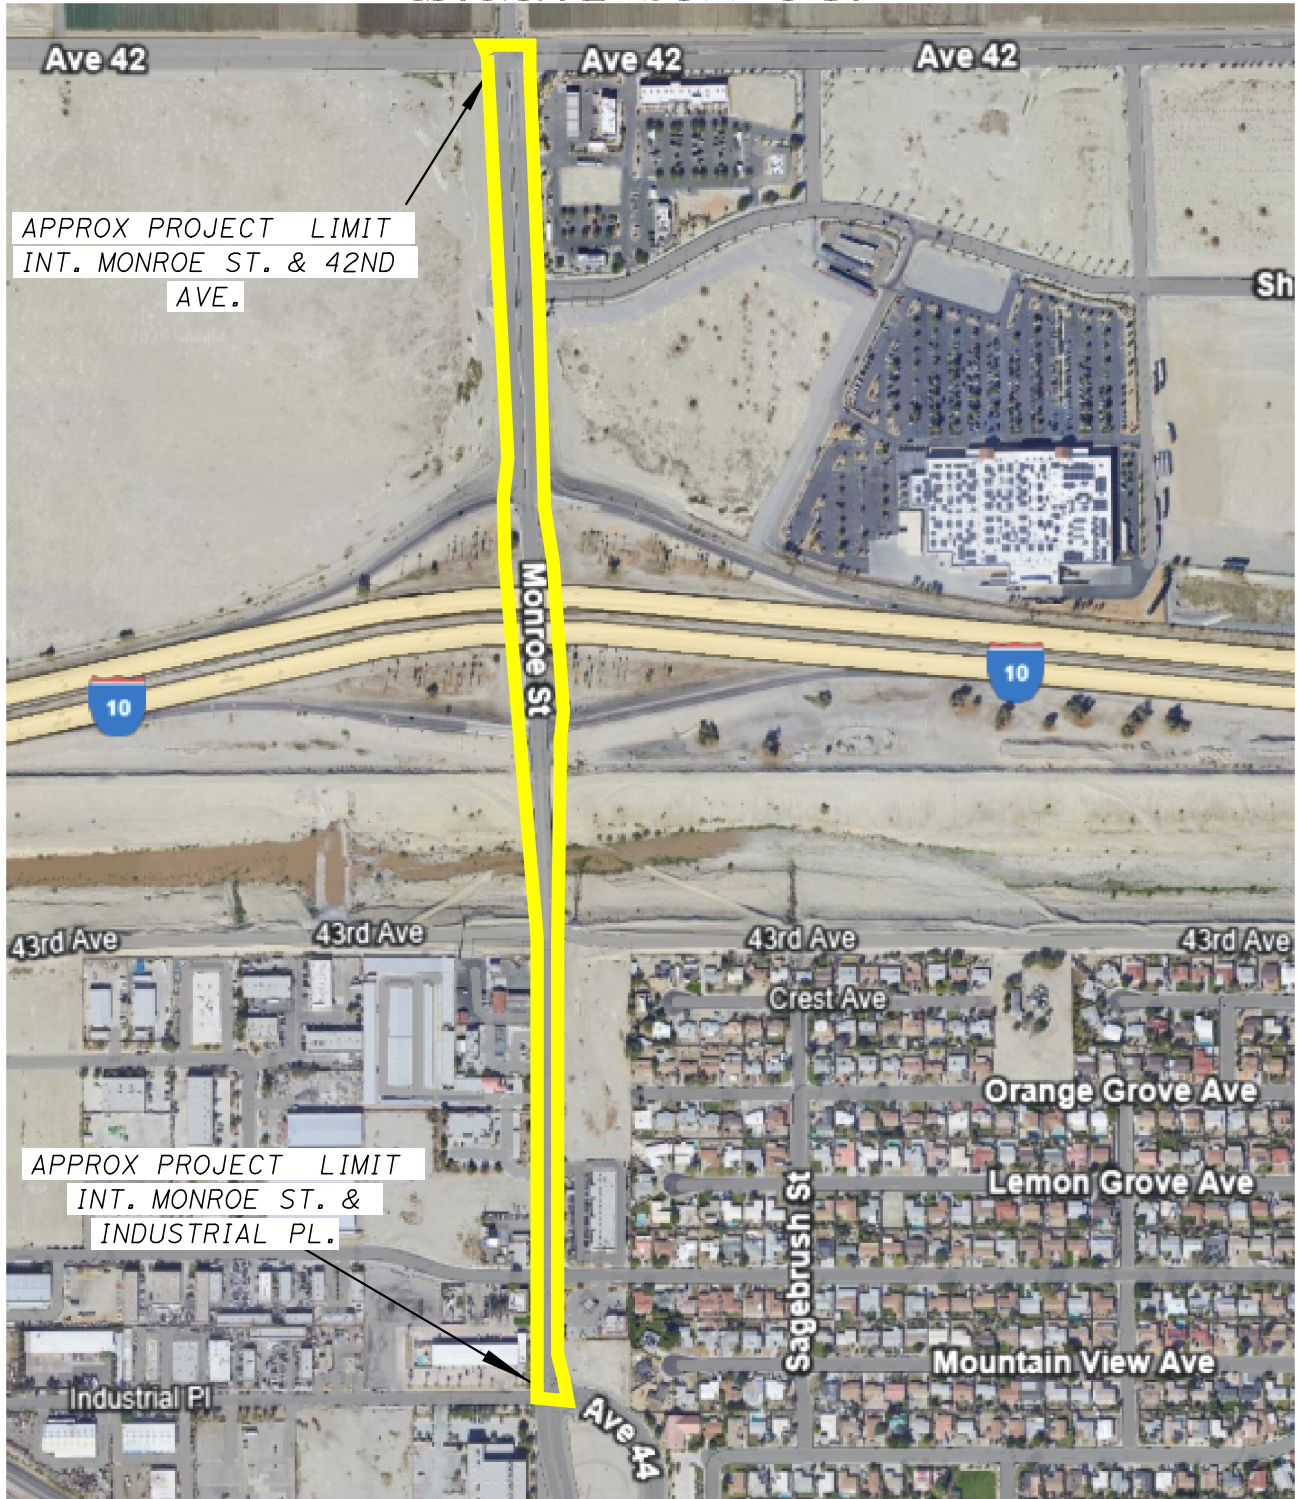 Ave 42
Ave 42
Ave 42
APPROX PROJECT LIMIT
INT. MONROE ST. & 42ND
AVE.
Sh
Monroe St
10
10
43rd Ave
43rd Ave
43rd Ave
43rd Ave
Crest Ave
Orange Grove Ave
APPROX PROJECT LIMIT
INT. MONROE ST. &
INDUSTRIAL PL.
Lemon Grove Ave
Sagebrush St
Mountain View Ave
Industrial Pl
Ave 44